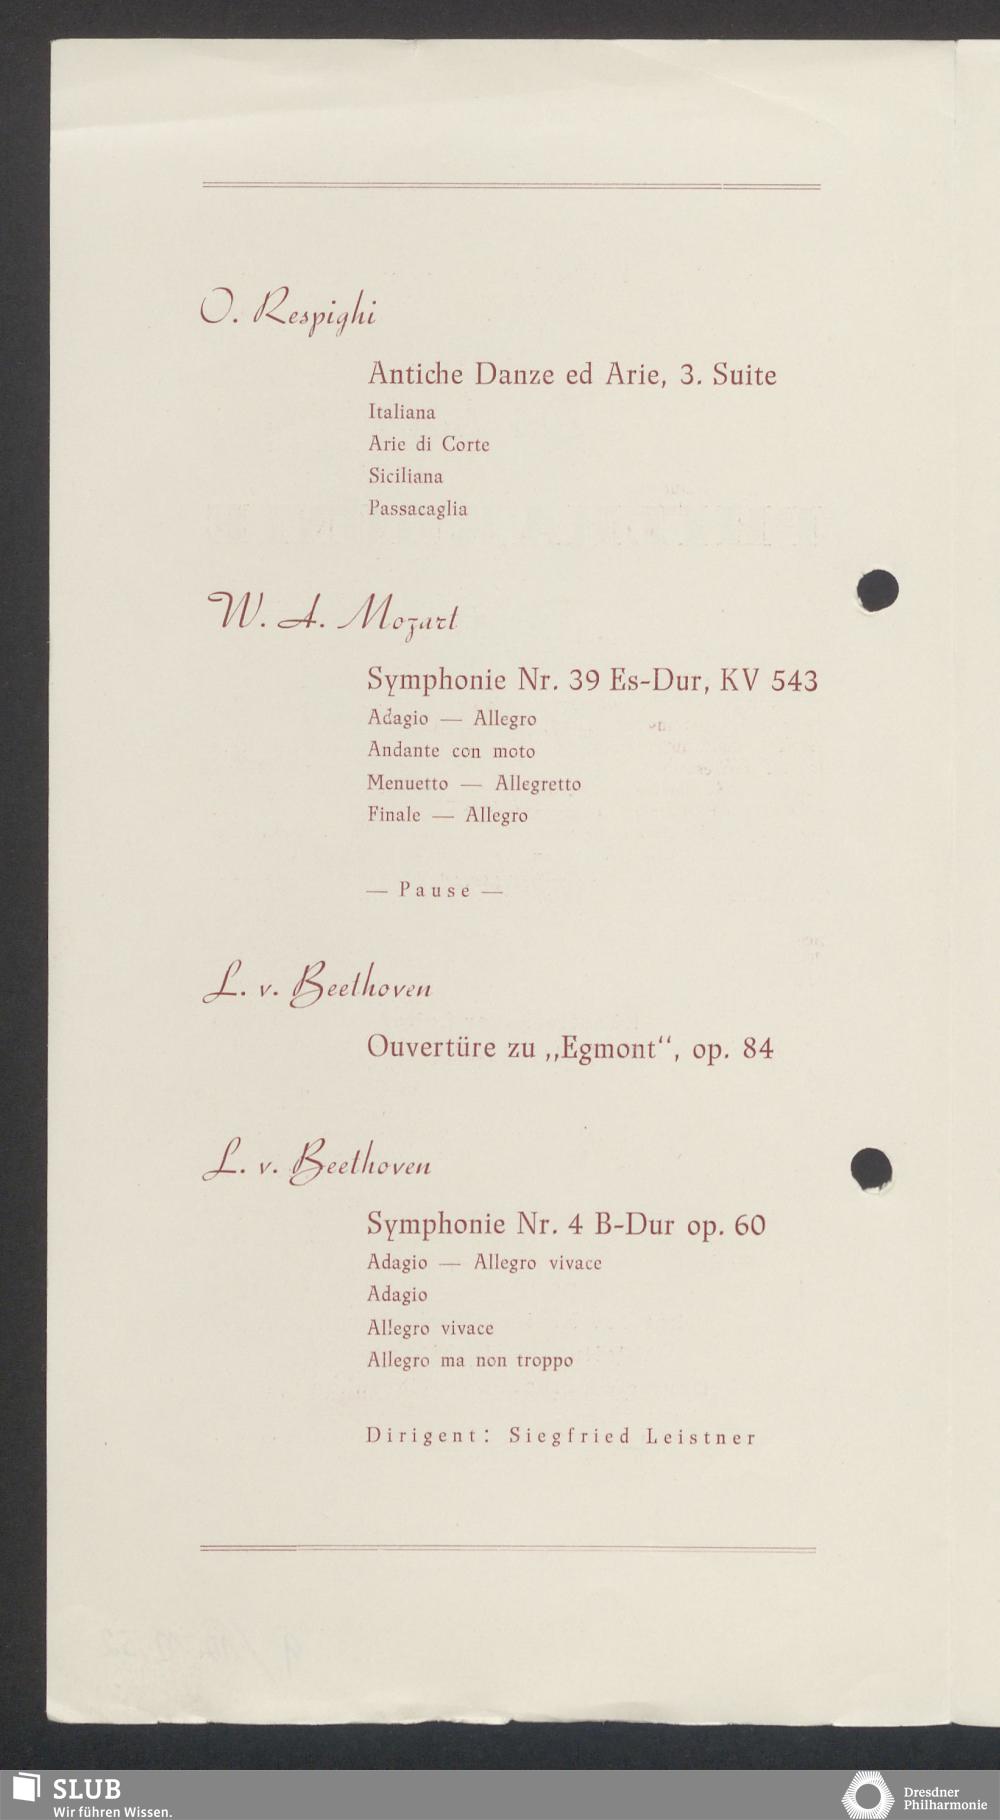 O. Respighi
Antiche Danze ed Arie, 3. Suite
Italiana
Arie di Corte
Siciliana
Passacaglia
W. A. Mozart
Symphonie Nr. 39 Es-Dur, KV 543
Adagio — Allegro
Andante con moto
Menuetto — Allegretto
Finale — Allegro
— Pause —
L. v. Beethoven
Ouvertüre zu „Egmont“, op. 84
L. v. Beethoven
Symphonie Nr. 4 B-Dur op. 60
Adagio — Allegro vivace
Adagio
Allegro vivace
Allegro ma non troppo
Dirigent: Siegfried Leistner
SLUB
Wir führen Wissen.
Dresdner
Philharmonie